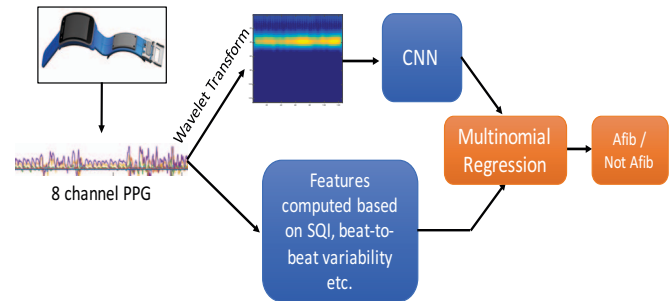 8 channel PPG
Wavelet Transform
CNN
Features
computed based
on SQI, beat-to-
beat variability
etc.
Multinomial
Regression
Afib /
Not Afib